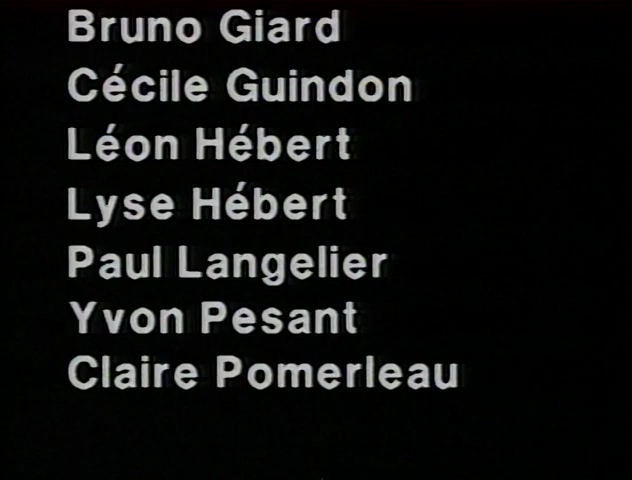 Bruno Giard
Cécile Guindon
Léon Hébert
Lyse Hébert
Paul Langelier
Yvon Pesant
Claire Pomerleau